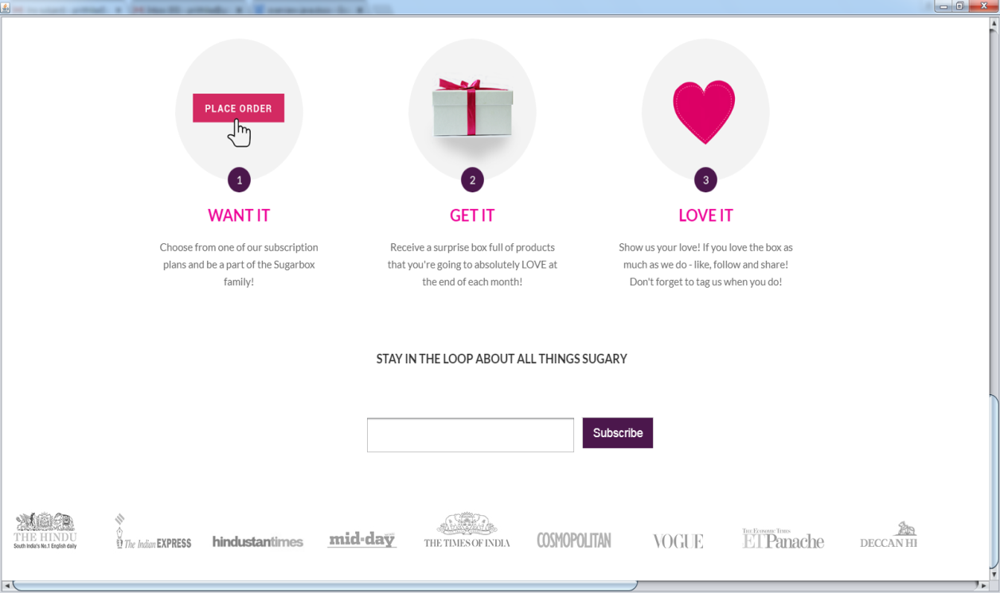 PLACE ORDER
1
2
3
WANT IT
GET IT
LOVE IT
Choose from one of our subscription
plans and be a part of the Sugarbox
family!
Receive a surprise box full of products
that you're going to absolutely LOVE at
the end of each month!
Show us your love! If you love the box as
much as we do - like, follow and share!
Don't forget to tag us when you do!
STAY IN THE LOOP ABOUT ALL THINGS SUGARY
Subscribe
THE HINDU
South India's No.1 English daily
The Indian EXPRESS
hindustantimes
mid-day
THE TIMES OF INDIA
COSMOPOLITAN
VOGUE
THE ECONOMIC TIMES
ETPanache
DECCAN HE